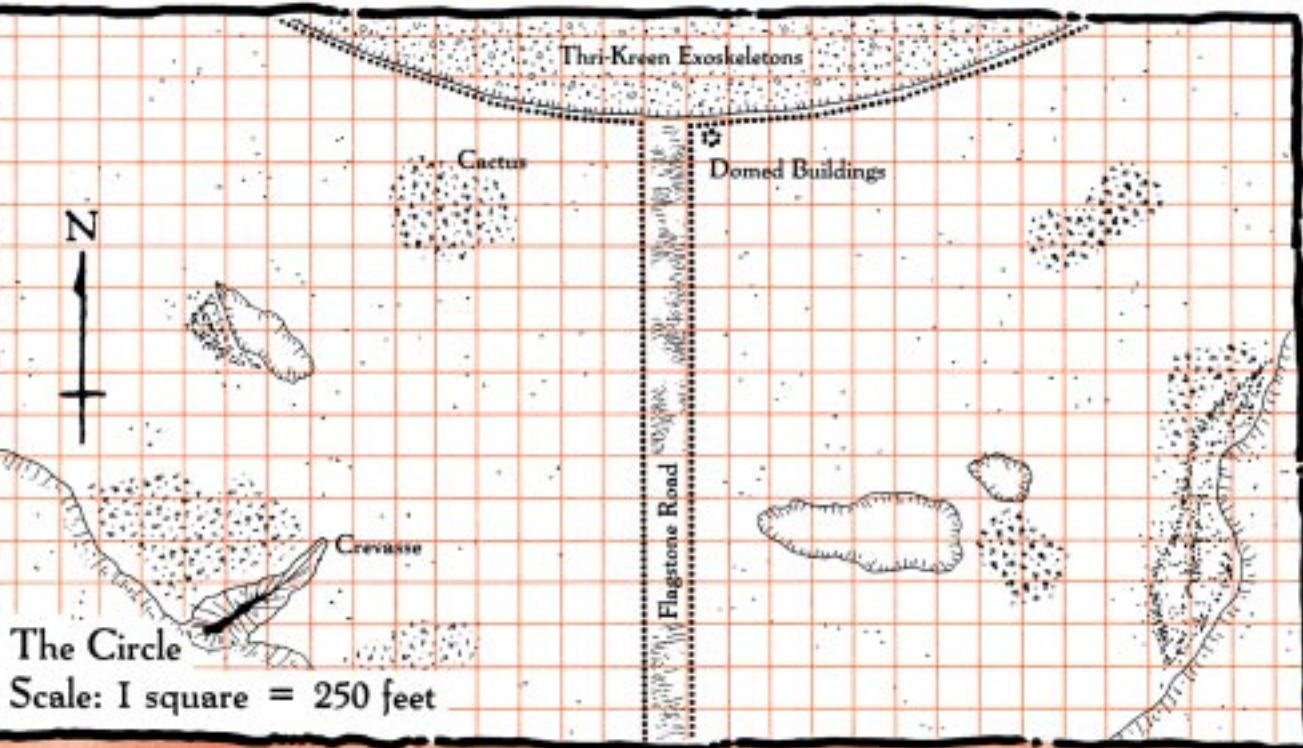 Thri-Kreen Exoskeletons
Cactus
Domed Buildings
N
Flagstone Road
Crevasse
The Circle
Scale: 1 square = 250 feet